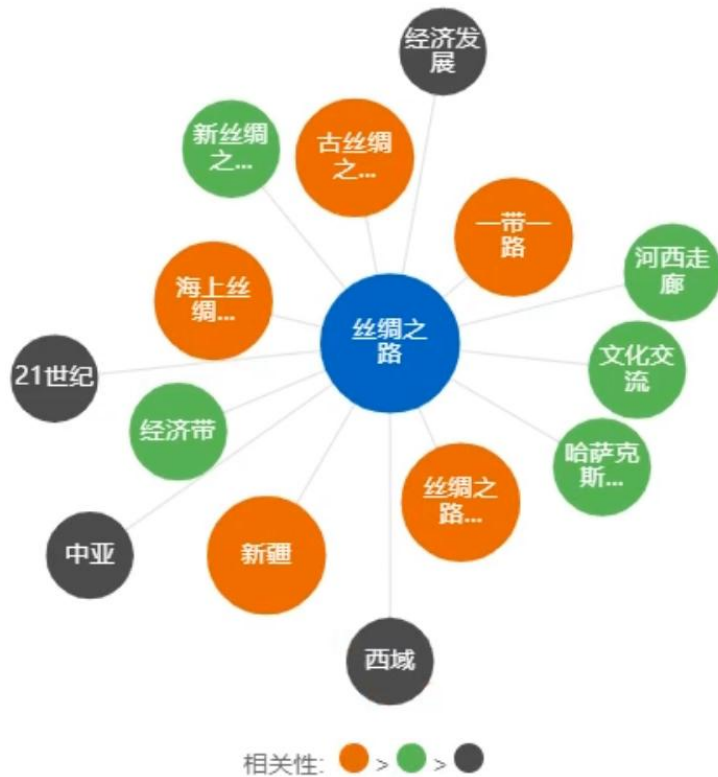 经济发
展
新丝绸
之...
古丝绸
之...
一带一
路
河西走
廊
海上丝
绸...
丝绸之
路
文化交
流
21世纪
经济带
哈萨克
斯...
丝绸之
路...
中亚
新疆
西域
相关性: > >